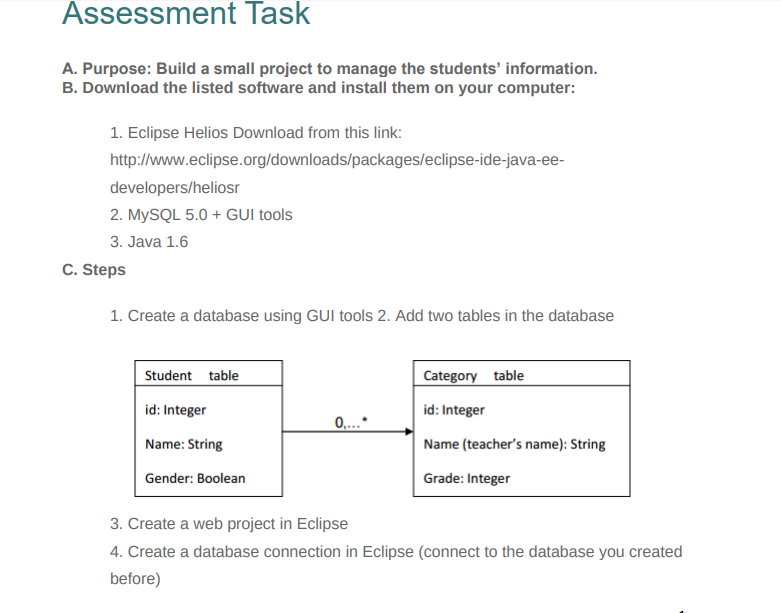 Assessment Task
A. Purpose: Build a small project to manage the students’ information.
B. Download the listed software and install them on your computer:
1. Eclipse Helios Download from this link:
http://www.eclipse.org/downloads/packages/eclipse-ide-java-ee-
developers/heliosr
2. MySQL 5.0 + GUI tools
3. Java 1.6
C. Steps
1. Create a database using GUI tools 2. Add two tables in the database
Student table
id: Integer
Name: String
Gender: Boolean
0,...*
Category table
id: Integer
Name (teacher’s name): String
Grade: Integer
3. Create a web project in Eclipse
4. Create a database connection in Eclipse (connect to the database you created
before)